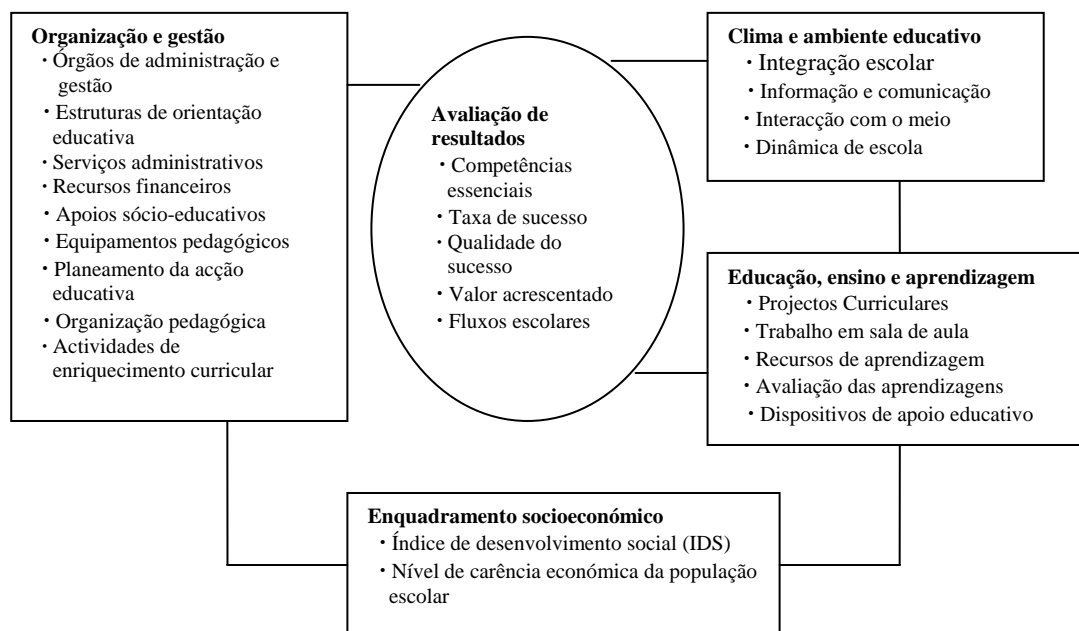 Organização e gestão
· Órgãos de administração e
gestão
· Estruturas de orientação
educativa
· Serviços administrativos
· Recursos financeiros
· Apoios sócio-educativos
· Equipamentos pedagógicos
· Planeamento da acção
educativa
· Organização pedagógica
· Actividades de
enriquecimento curricular
Avaliação de
resultados
· Competências
essenciais
· Taxa de sucesso
· Qualidade do
sucesso
· Valor acrescentado
· Fluxos escolares
Clima e ambiente educativo
· Integração escolar
· Informação e comunicação
· Interacção com o meio
· Dinâmica de escola
Educação, ensino e aprendizagem
· Projectos Curriculares
· Trabalho em sala de aula
· Recursos de aprendizagem
· Avaliação das aprendizagens
· Dispositivos de apoio educativo
Enquadramento socioeconómico
· Índice de desenvolvimento social (IDS)
· Nível de carência económica da população
escolar